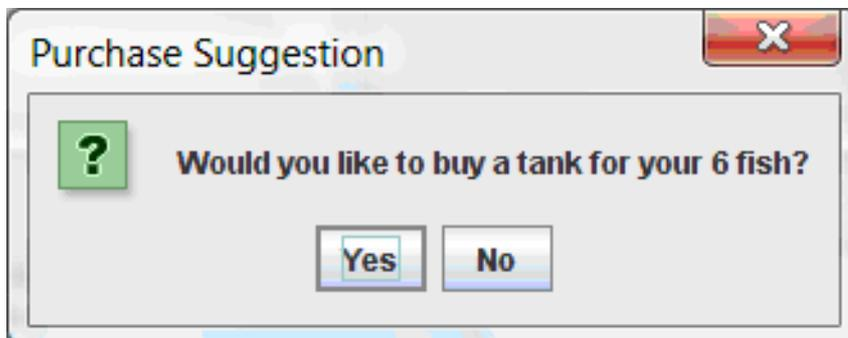 Purchase Suggestion
?
Would you like to buy a tank for your 6 fish?
Yes No